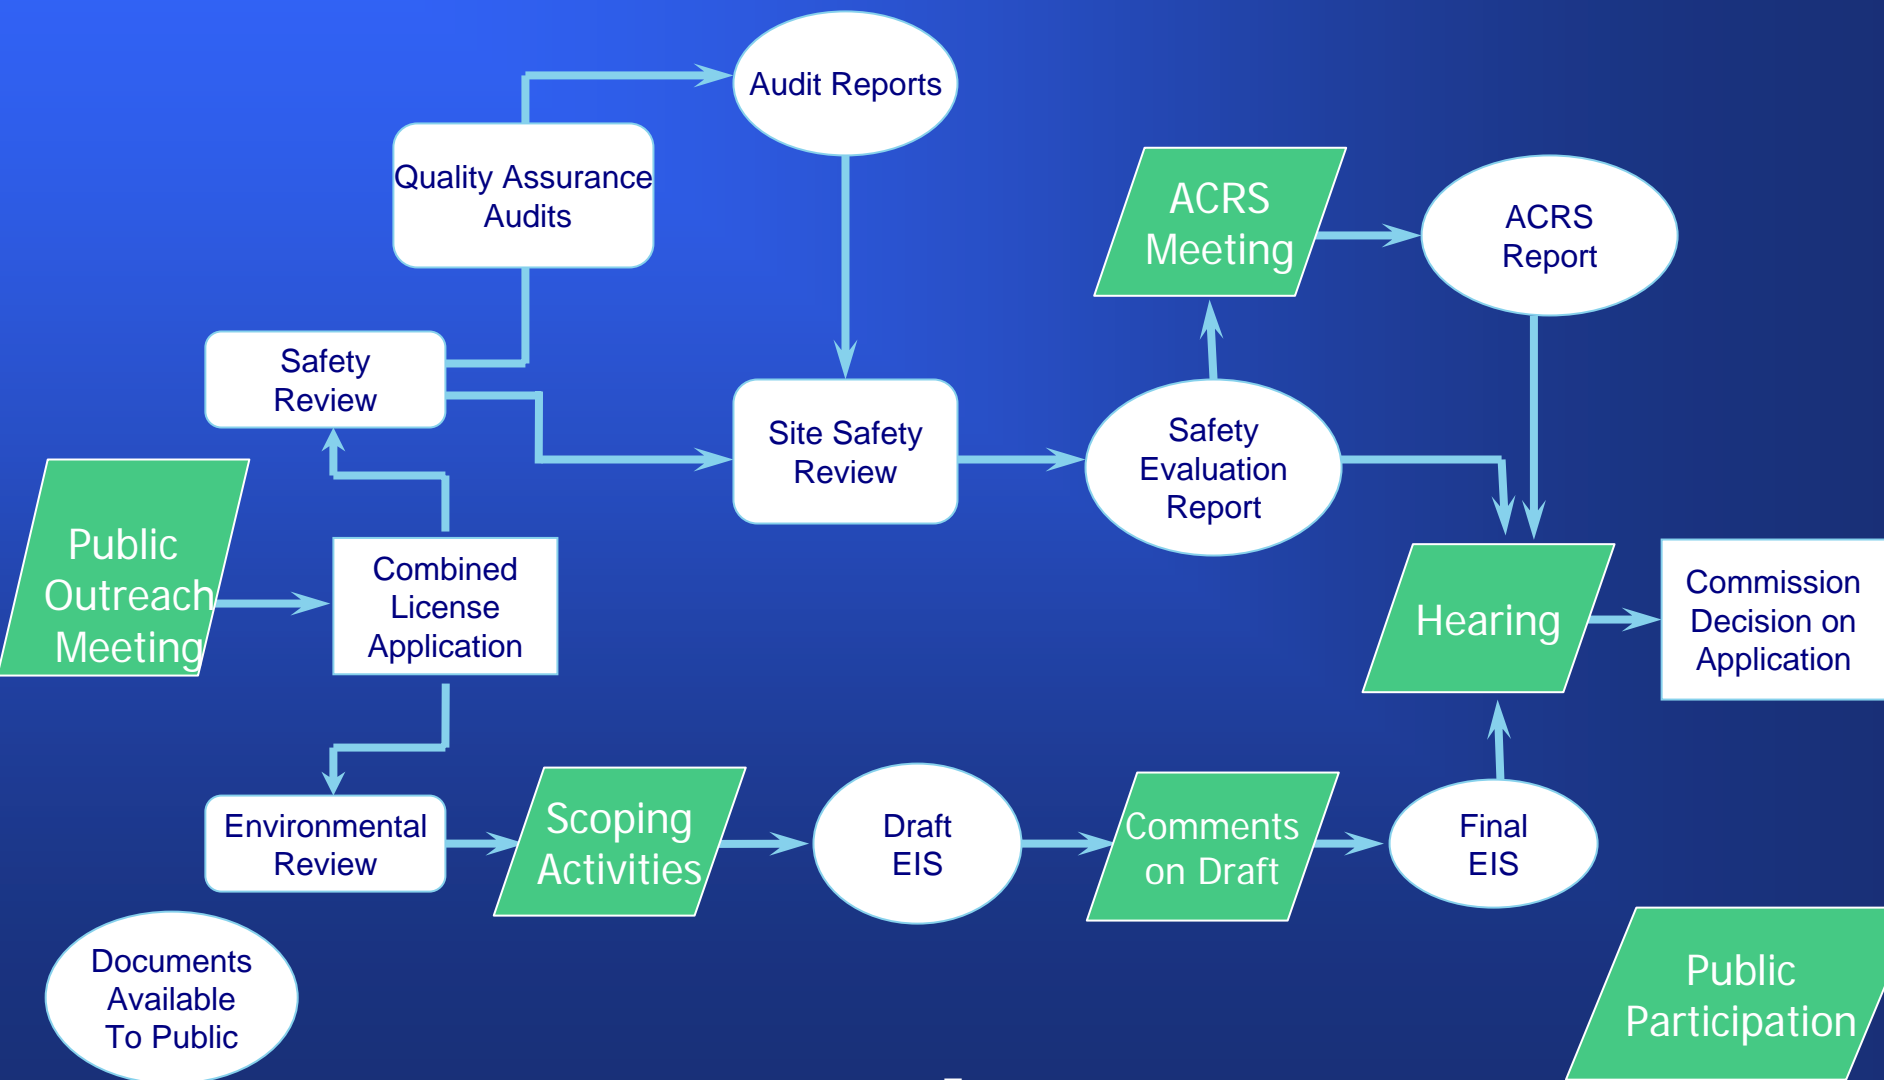 Audit Reports
Quality Assurance
Audits
ACRS
Meeting
ACRS
Report
Safety
Review
Site Safety
Review
Safety
Evaluation
Report
Public
Outreach
Meeting
Combined
License
Application
Hearing
Commission
Decision on
Application
Environmental
Review
Scoping
Activities
Draft
EIS
Comments
on Draft
Final
EIS
Documents
Available
To Public
Public
Participation